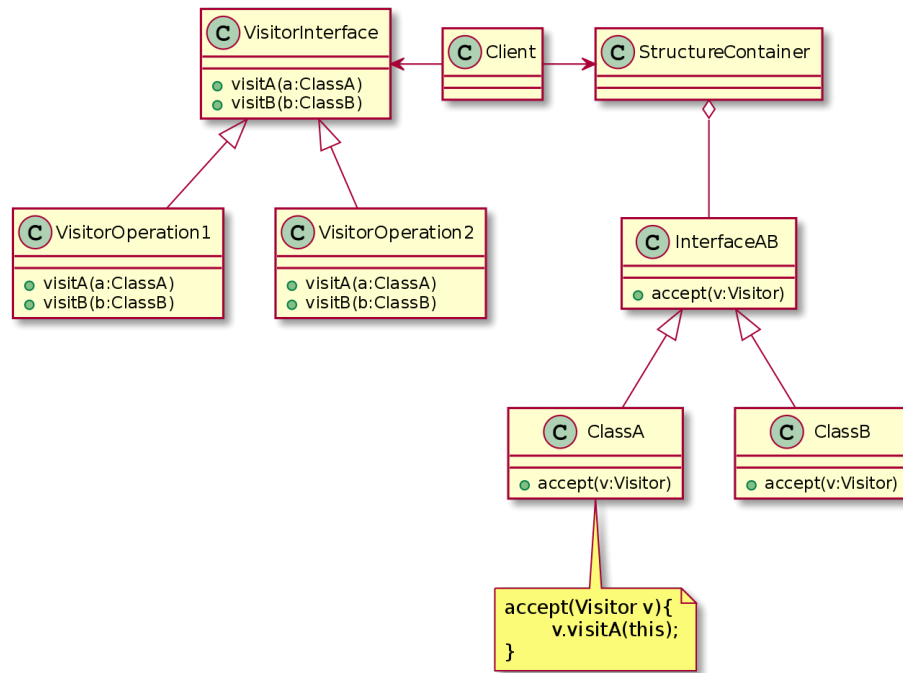 C VisitorInterface
visitA(a:ClassA)
visitB(b:ClassB)
C Client
C StructureContainer
C VisitorOperation1
visitA(a:ClassA)
visitB(b:ClassB)
C VisitorOperation2
visitA(a:ClassA)
visitB(b:ClassB)
C InterfaceAB
accept(v:Visitor)
C ClassA
accept(v:Visitor)
C ClassB
accept(v:Visitor)
accept(Visitor v){
v.visitA(this);
}